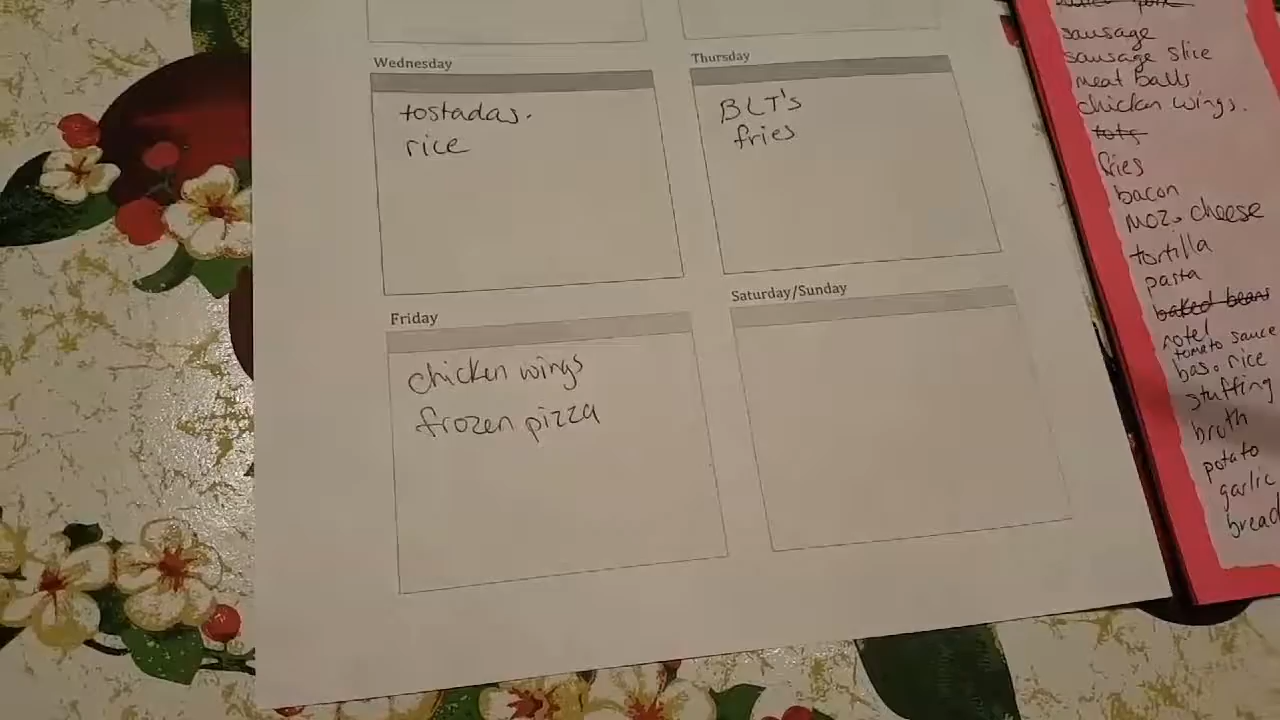 Wednesday
tostadas.
rice
Thursday
BLT's
fries
Friday
chicken wings
frozen pizza
Saturday/Sunday
sausage
sausage slice
meat balls
chicken wings.
tots
fries
bacon
moz. cheese
tortilla
pasta
baked beans
rotel
tomato sauce
bas. rice
stuffing
broth
potato
garlic
bread